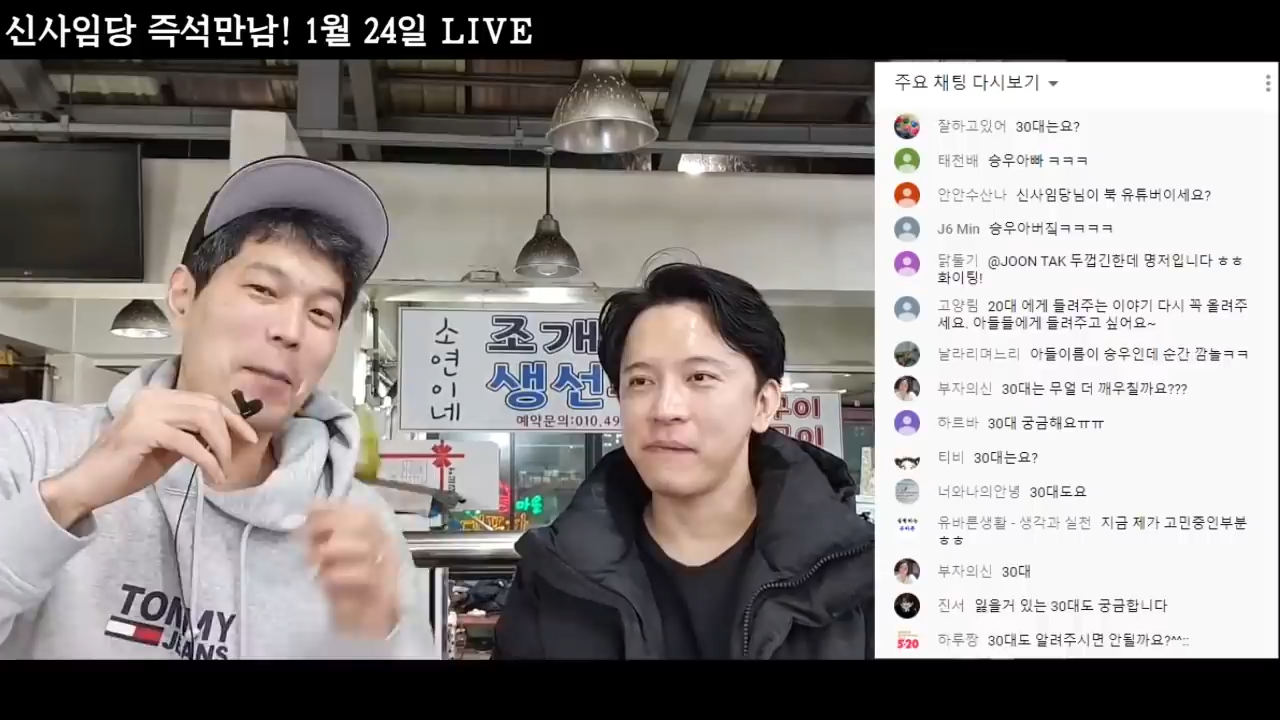 신사임당 즉석만남! 1월 24일 LIVE
주요 채팅 다시보기
잘하고있어 30대는요?
태전배 승우아빠 ㅋㅋㅋ
안안수산나 신사임당님이 북 유튜버이세요?
J6 Min 승우아버짘ㅋㅋㅋㅋ
닭돌기 @JOON TAK 두껍긴한데 명저입니다 ㅎㅎ
화이팅!
고양림 20대 에게 들려주는 이야기 다시 꼭 올려주
세요. 아들들에게 들려주고 싶어요~
날라리며느리 아들이름이 승우인데 순간 깜놀ㅋㅋ
부자의신 30대는 무얼 더 깨우칠까요???
하르바 30대 궁금해요ㅠㅠ
티비 30대는요?
너와나의안녕 30대도요
유바른생활 - 생각과 실천 지금 제가 고민중인부분
ㅎㅎ
부자의신 30대
진서 잃을거 있는 30대도 궁금합니다
하루짱 30대도 알려주시면 안될까요?^^::
520
소연이네
조개
생선
예약문의:010.49
구이
마을
TOMMY
JEANS